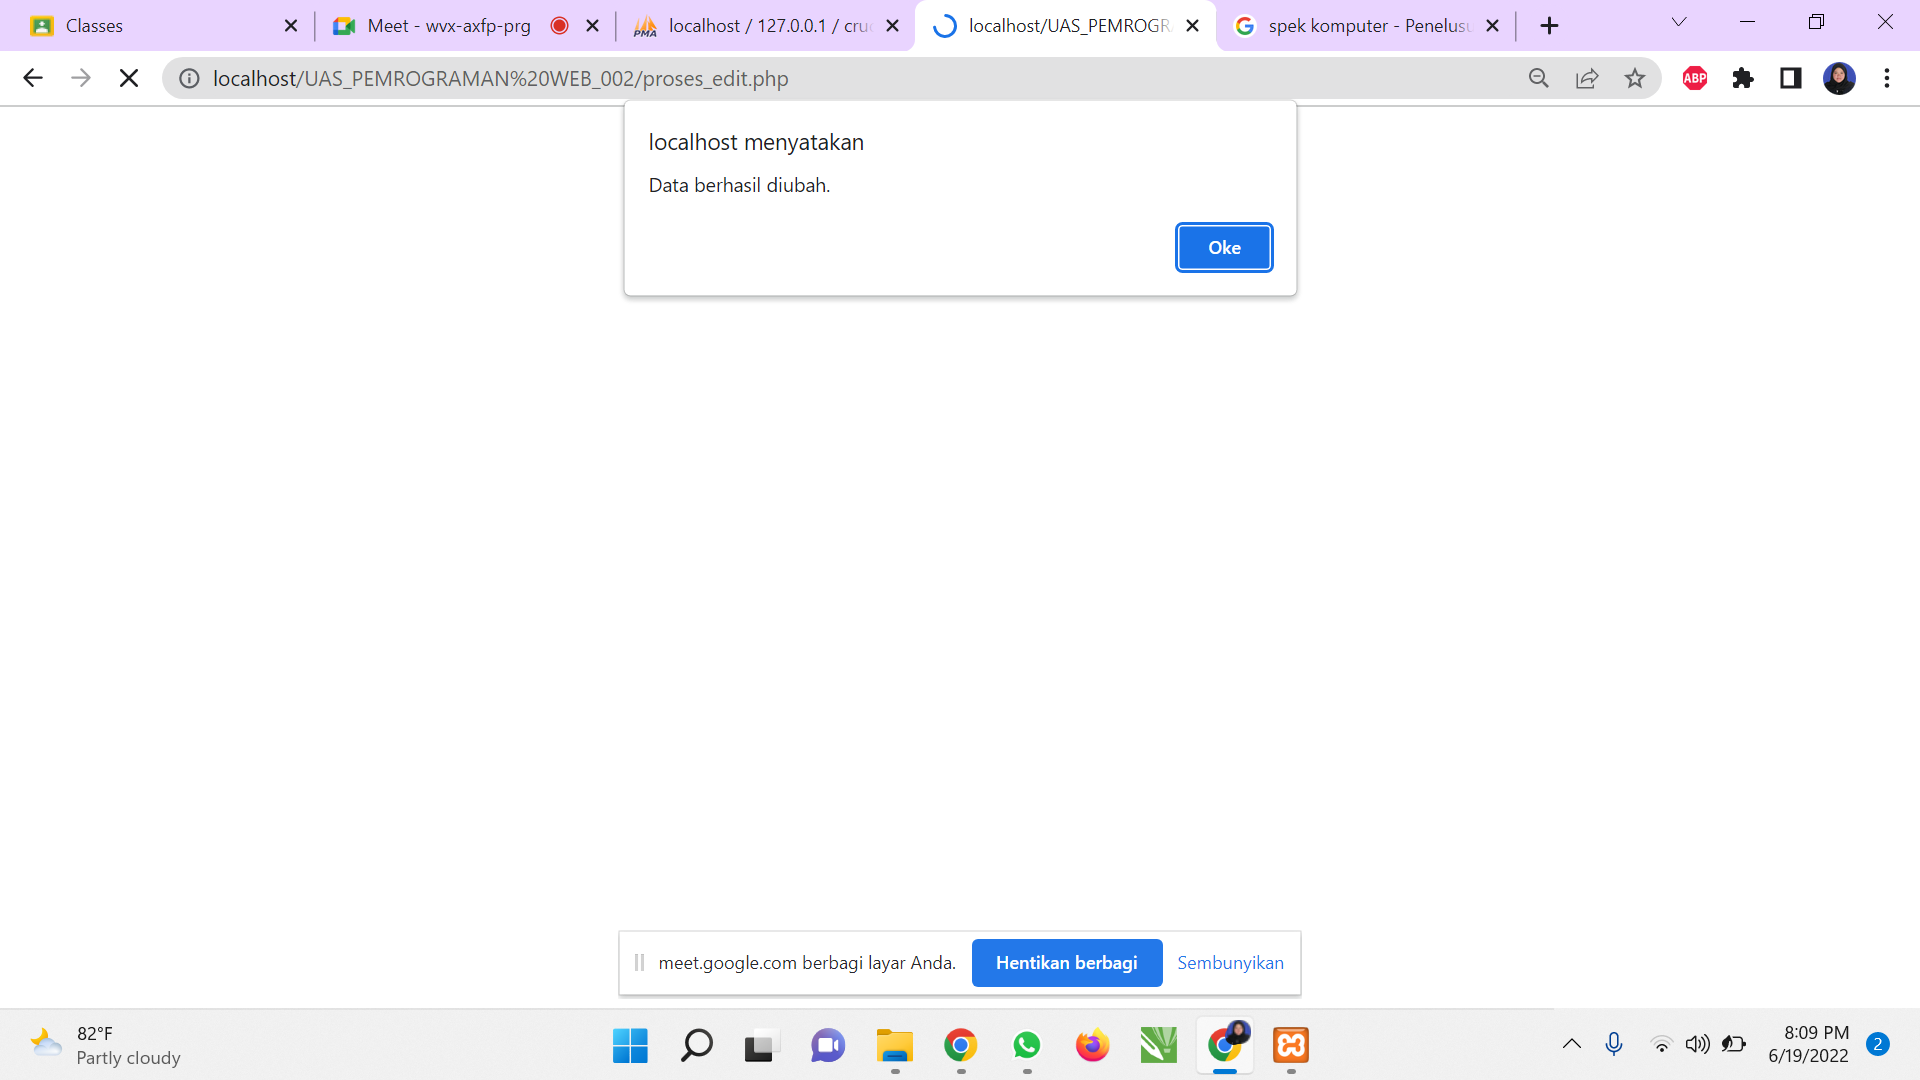 Classes
Meet - wvx-axfp-prg
localhost / 127.0.0.1 / cru
localhost/UAS_PEMROGR
spek komputer - Penelusu
localhost/UAS_PEMROGRAMAN%20WEB_002/proses_edit.php
ABP
localhost menyatakan
Data berhasil diubah.
Oke
meet.google.com berbagi layar Anda.
Hentikan berbagi
Sembunyikan
82°F
Partly cloudy
8:09 PM
6/19/2022
2
PMA